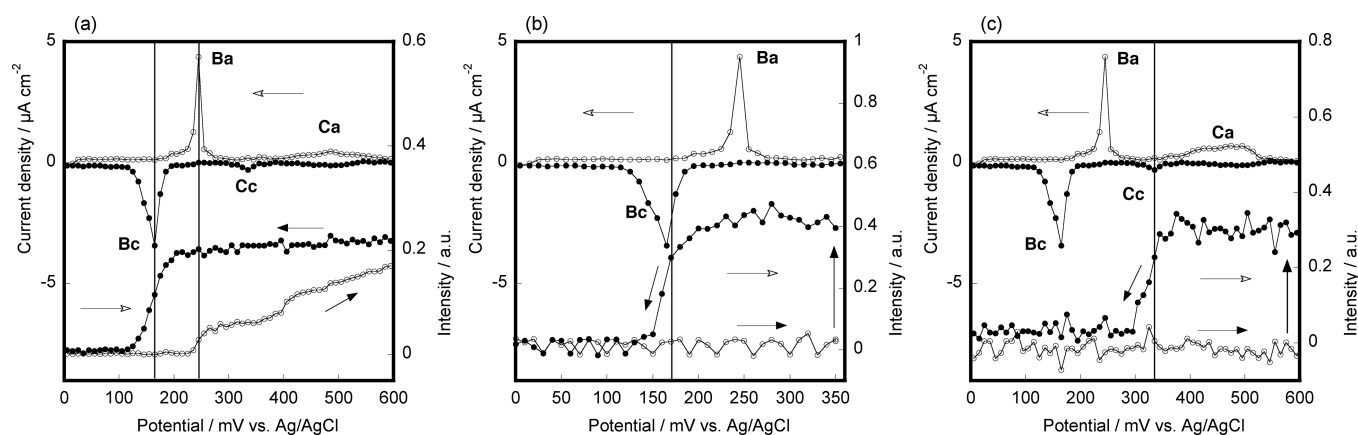 (a)
5
0
-5
Current density / µA cm⁻²
0.6
0.4
0.2
0
Intensity / a.u.
Ba
Ca
Cc
Bc
0 100 200 300 400 500 600
Potential / mV vs. Ag/AgCl
(b)
5
0
-5
Current density / µA cm⁻²
1
0.8
0.6
0.4
0.2
0
Intensity / a.u.
Ba
Bc
0 50 100 150 200 250 300 350
Potential / mV vs. Ag/AgCl
(c)
5
0
-5
Current density / µA cm⁻²
0.8
0.6
0.4
0.2
0
Intensity / a.u.
Ba
Ca
Cc
Bc
0 100 200 300 400 500 600
Potential / mV vs. Ag/AgCl